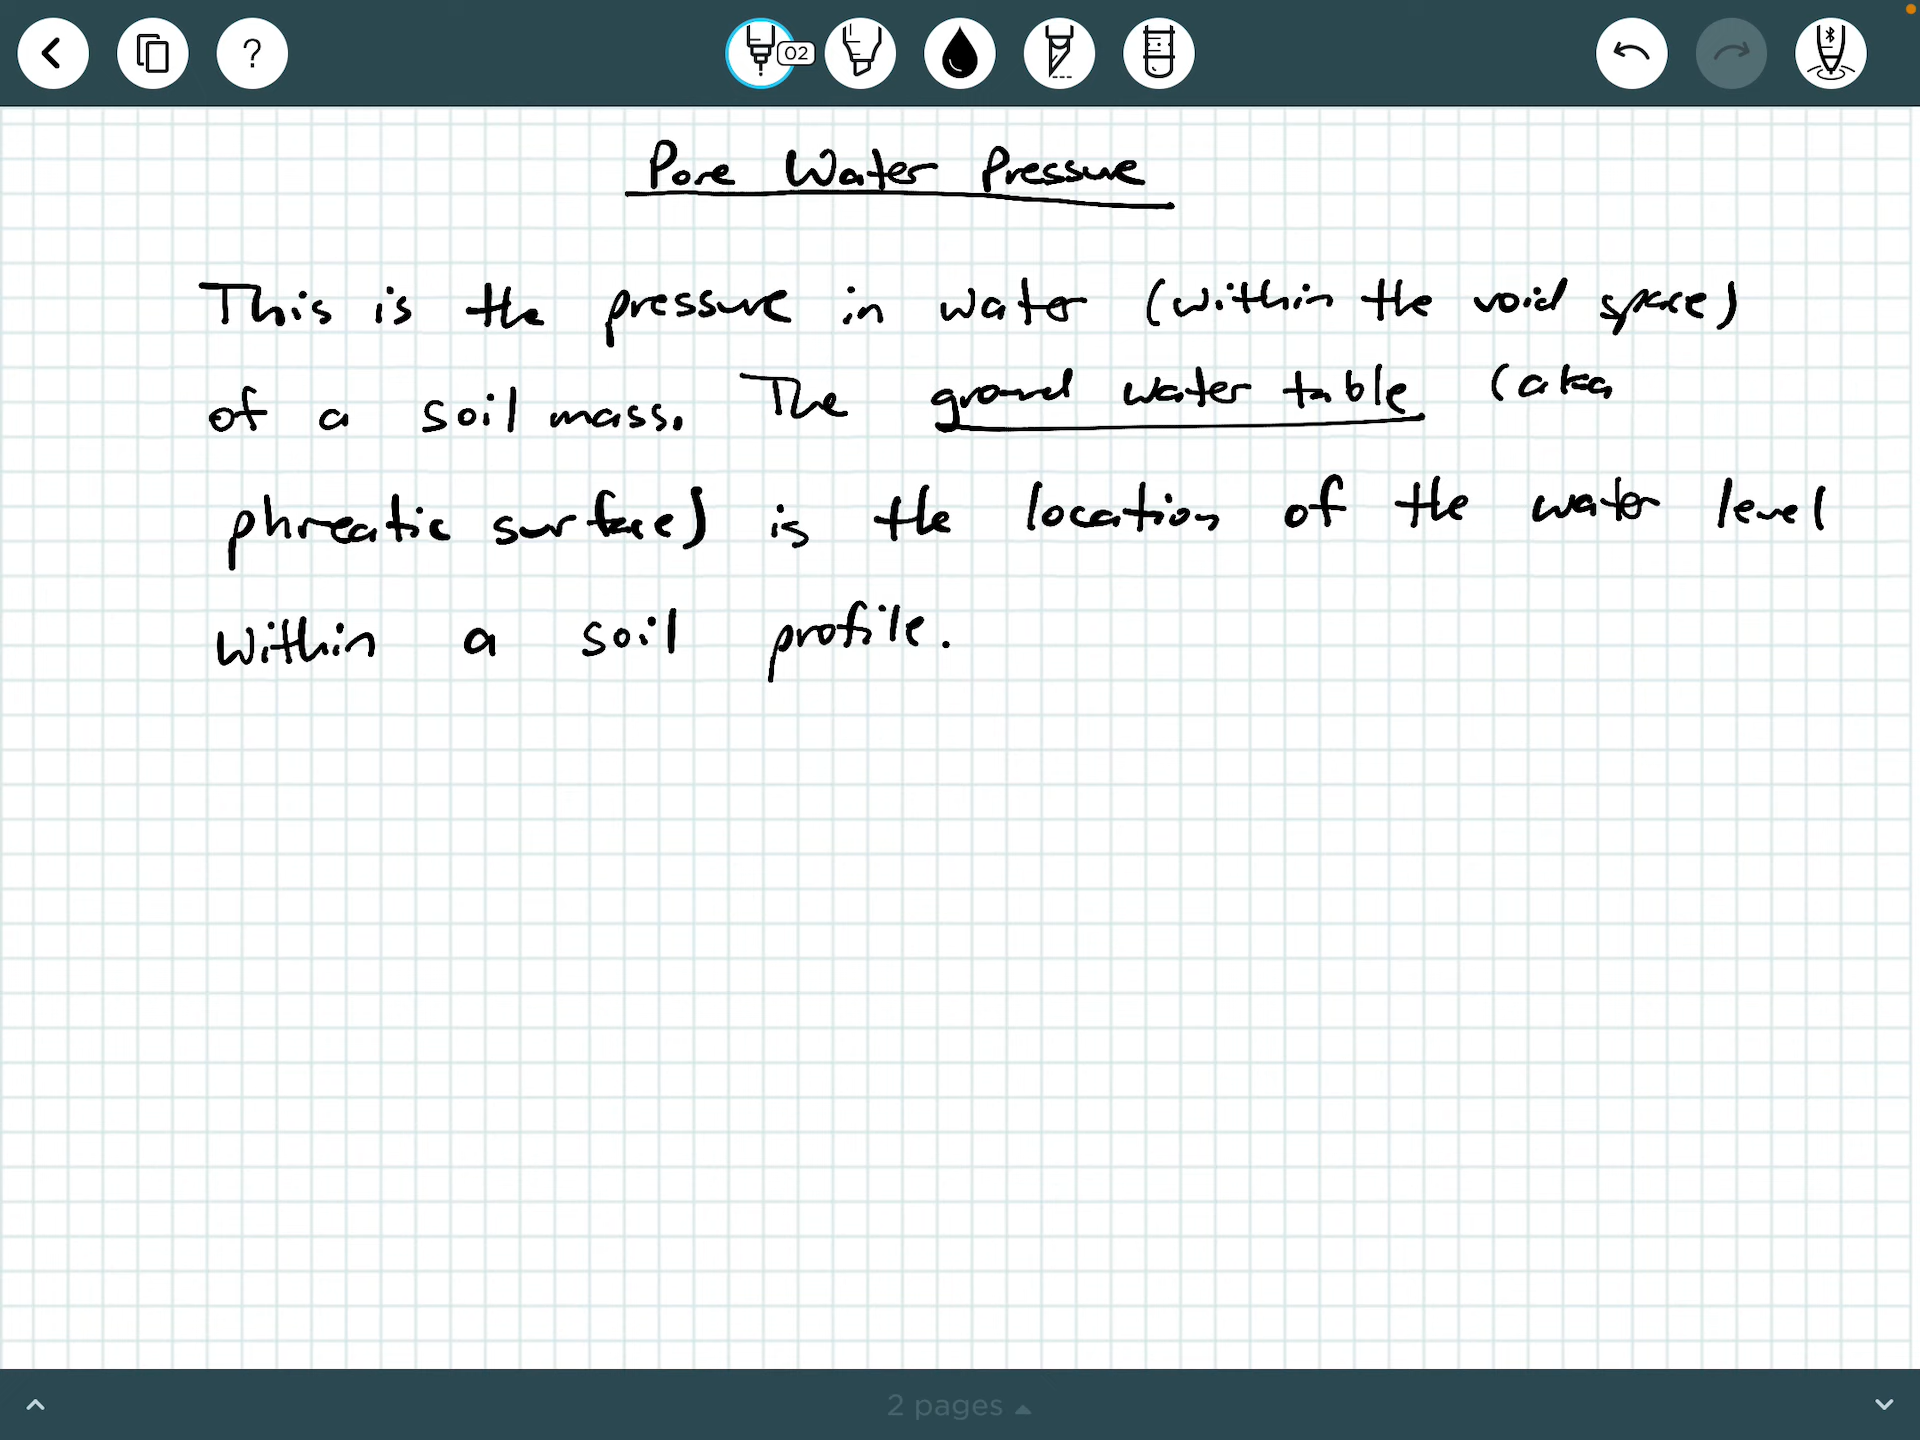 ?
02
Pore Water Pressure
This is the pressure in water (within the void space)
of a soil mass. The ground water table (aka
phreatic surface) is the location of the water level
within a soil profile.
2 pages